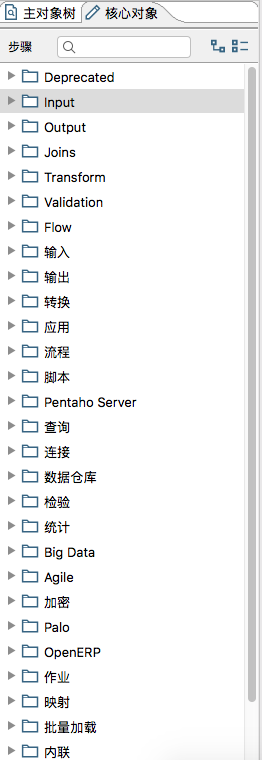 主对象树 核心对象
步骤
Deprecated
Input
Output
Joins
Transform
Validation
Flow
输入
输出
转换
应用
流程
脚本
Pentaho Server
查询
连接
数据仓库
检验
统计
Big Data
Agile
加密
Palo
OpenERP
作业
映射
批量加载
内联